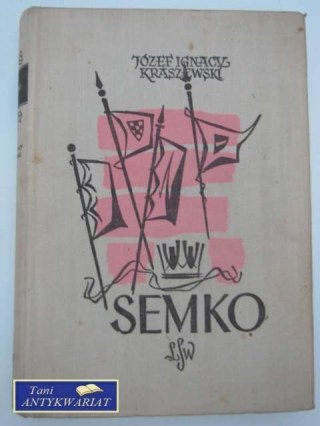 JÓZEF IGNACY
KRASZEWSKI
SEMKO
LSW
Tani
ANTYKWARIAT